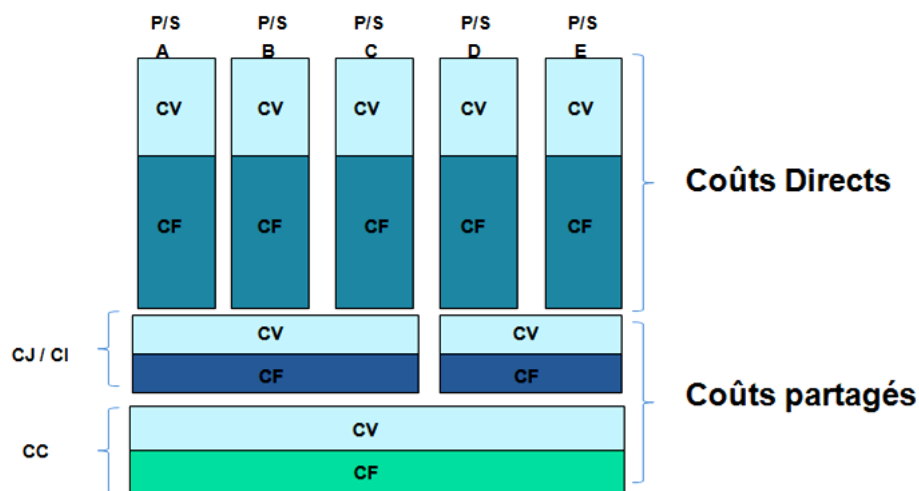 P/S P/S P/S P/S P/S
A B C D E
CV CV CV CV CV
Coûts Directs
CF CF CF CF CF
CV CV
CJ / CI
CF CF
Coûts partagés
CV
CC
CF